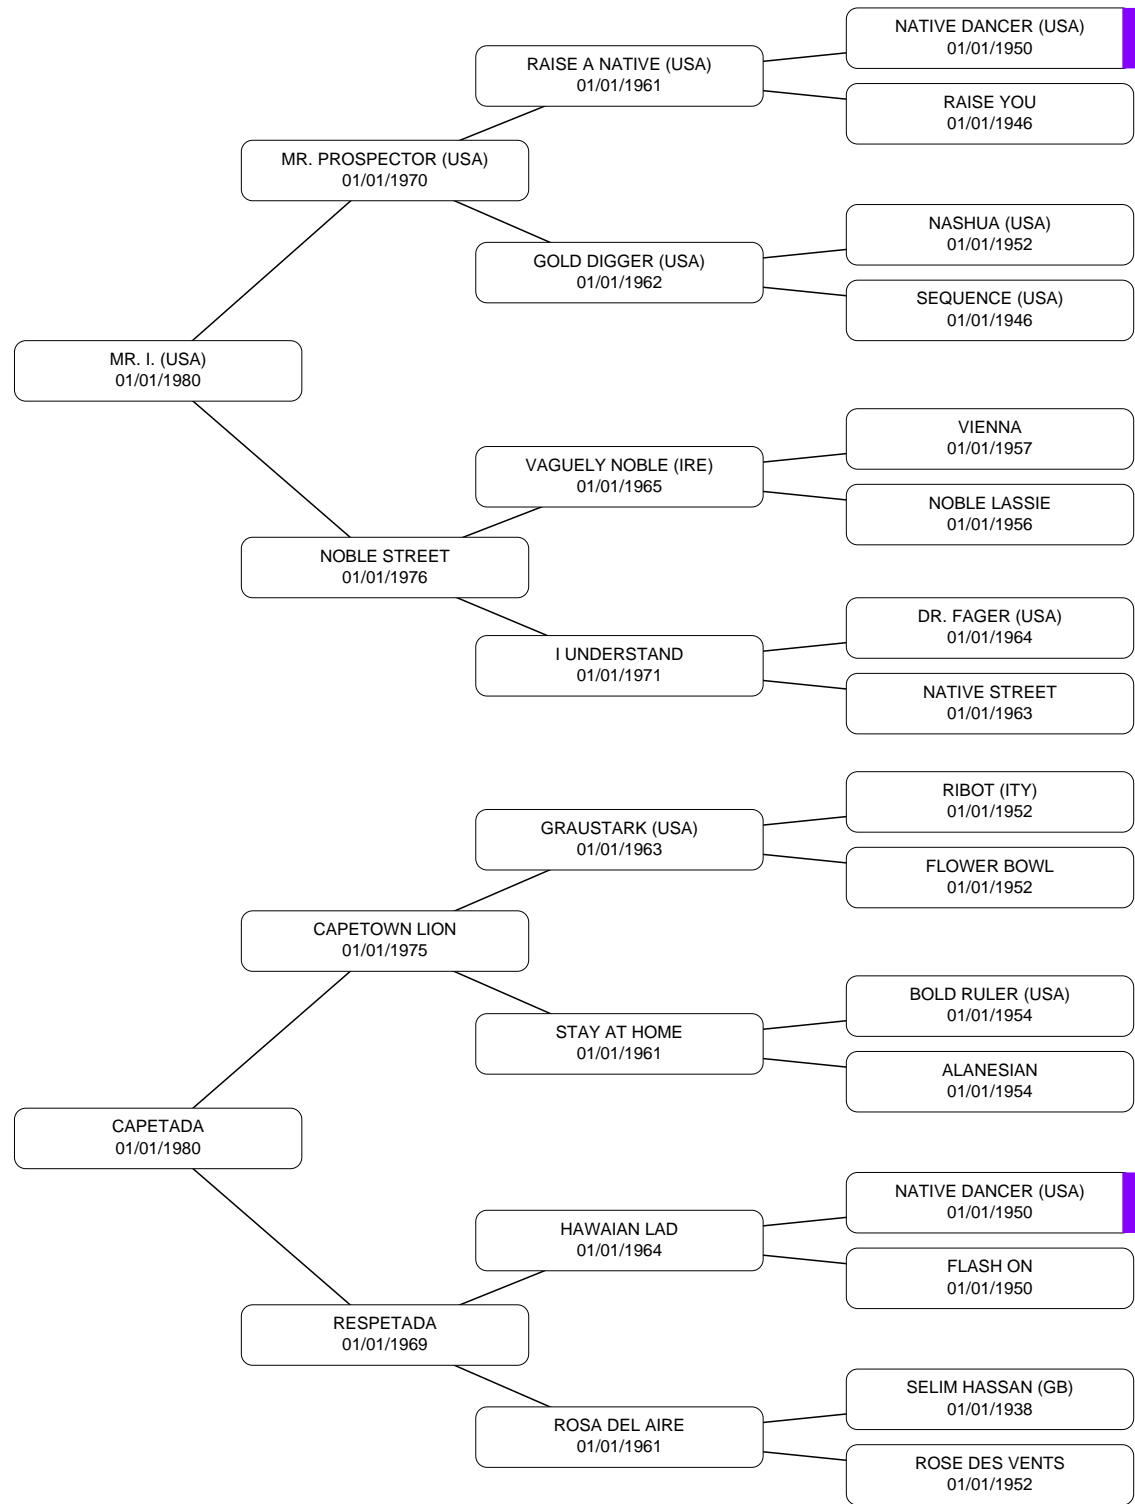 NATIVE DANCER (USA)
01/01/1950
RAISE A NATIVE (USA)
01/01/1961
RAISE YOU
01/01/1946
MR. PROSPECTOR (USA)
01/01/1970
NASHUA (USA)
01/01/1952
GOLD DIGGER (USA)
01/01/1962
SEQUENCE (USA)
01/01/1946
MR. I. (USA)
01/01/1980
VIENNA
01/01/1957
VAGUELY NOBLE (IRE)
01/01/1965
NOBLE LASSIE
01/01/1956
NOBLE STREET
01/01/1976
DR. FAGER (USA)
01/01/1964
I UNDERSTAND
01/01/1971
NATIVE STREET
01/01/1963
RIBOT (ITY)
01/01/1952
GRAUSTARK (USA)
01/01/1963
FLOWER BOWL
01/01/1952
CAPETOWN LION
01/01/1975
BOLD RULER (USA)
01/01/1954
STAY AT HOME
01/01/1961
ALANESIAN
01/01/1954
CAPETADA
01/01/1980
NATIVE DANCER (USA)
01/01/1950
HAWAIAN LAD
01/01/1964
FLASH ON
01/01/1950
RESPETADA
01/01/1969
SELIM HASSAN (GB)
01/01/1938
ROSA DEL AIRE
01/01/1961
ROSE DES VENTS
01/01/1952